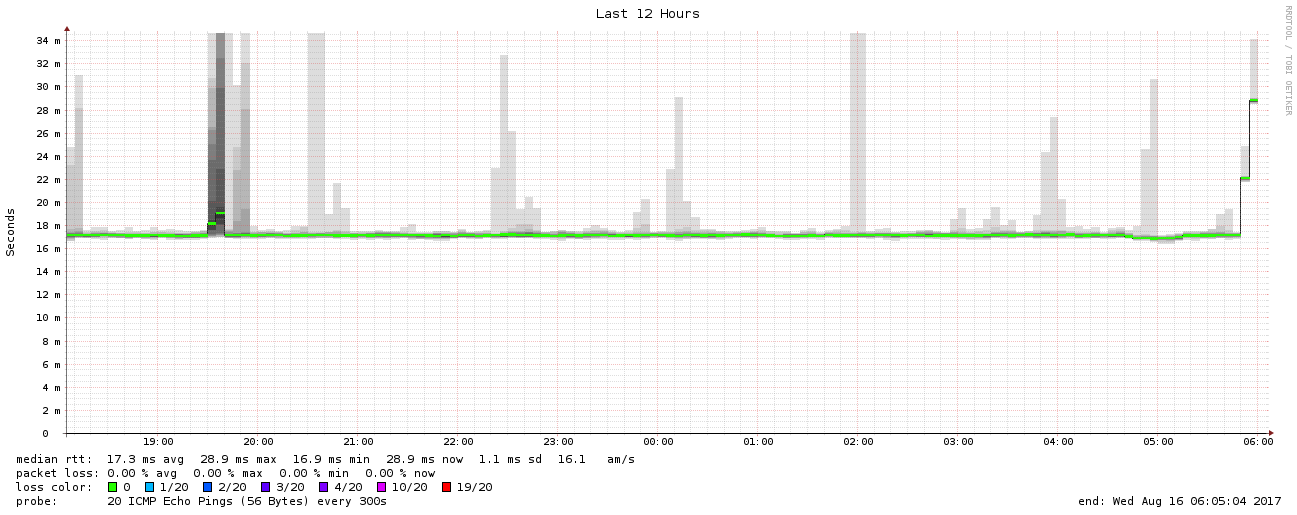 Last 12 Hours
RRDTOOL / TOBI OETIKER
Seconds
34 m
32 m
30 m
28 m
26 m
24 m
22 m
20 m
18 m
16 m
14 m
12 m
10 m
8 m
6 m
4 m
2 m
0
19:00 20:00 21:00 22:00 23:00 00:00 01:00 02:00 03:00 04:00 05:00 06:00
median rtt: 17.3 ms avg 28.9 ms max 16.9 ms min 28.9 ms now 1.1 ms sd 16.1 am/s
packet loss: 0.00 % avg 0.00 % max 0.00 % min 0.00 % now
loss color: 0 1/20 2/20 3/20 4/20 10/20 19/20
probe: 20 ICMP Echo Pings (56 Bytes) every 300s end: Wed Aug 16 06:05:04 2017